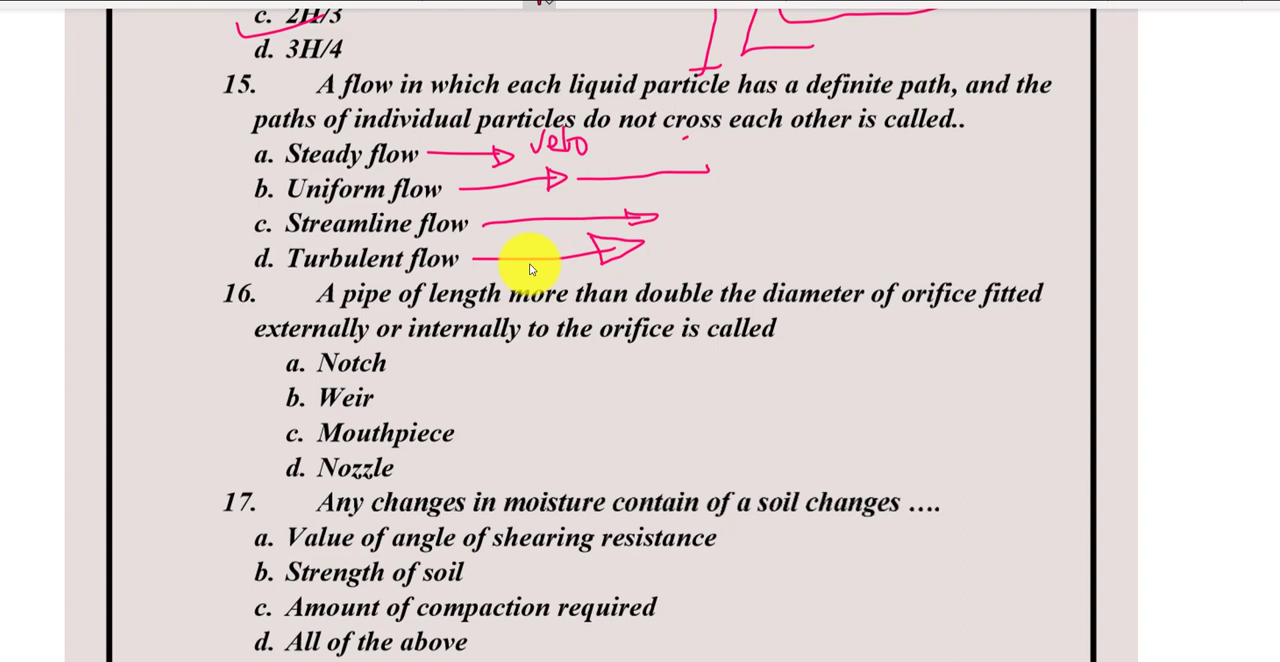 c. 2H/3
d. 3H/4
15. A flow in which each liquid particle has a definite path, and the
paths of individual particles do not cross each other is called..
a. Steady flow
b. Uniform flow
c. Streamline flow
d. Turbulent flow
16. A pipe of length more than double the diameter of orifice fitted
externally or internally to the orifice is called
a. Notch
b. Weir
c. Mouthpiece
d. Nozzle
17. Any changes in moisture contain of a soil changes ....
a. Value of angle of shearing resistance
b. Strength of soil
c. Amount of compaction required
d. All of the above